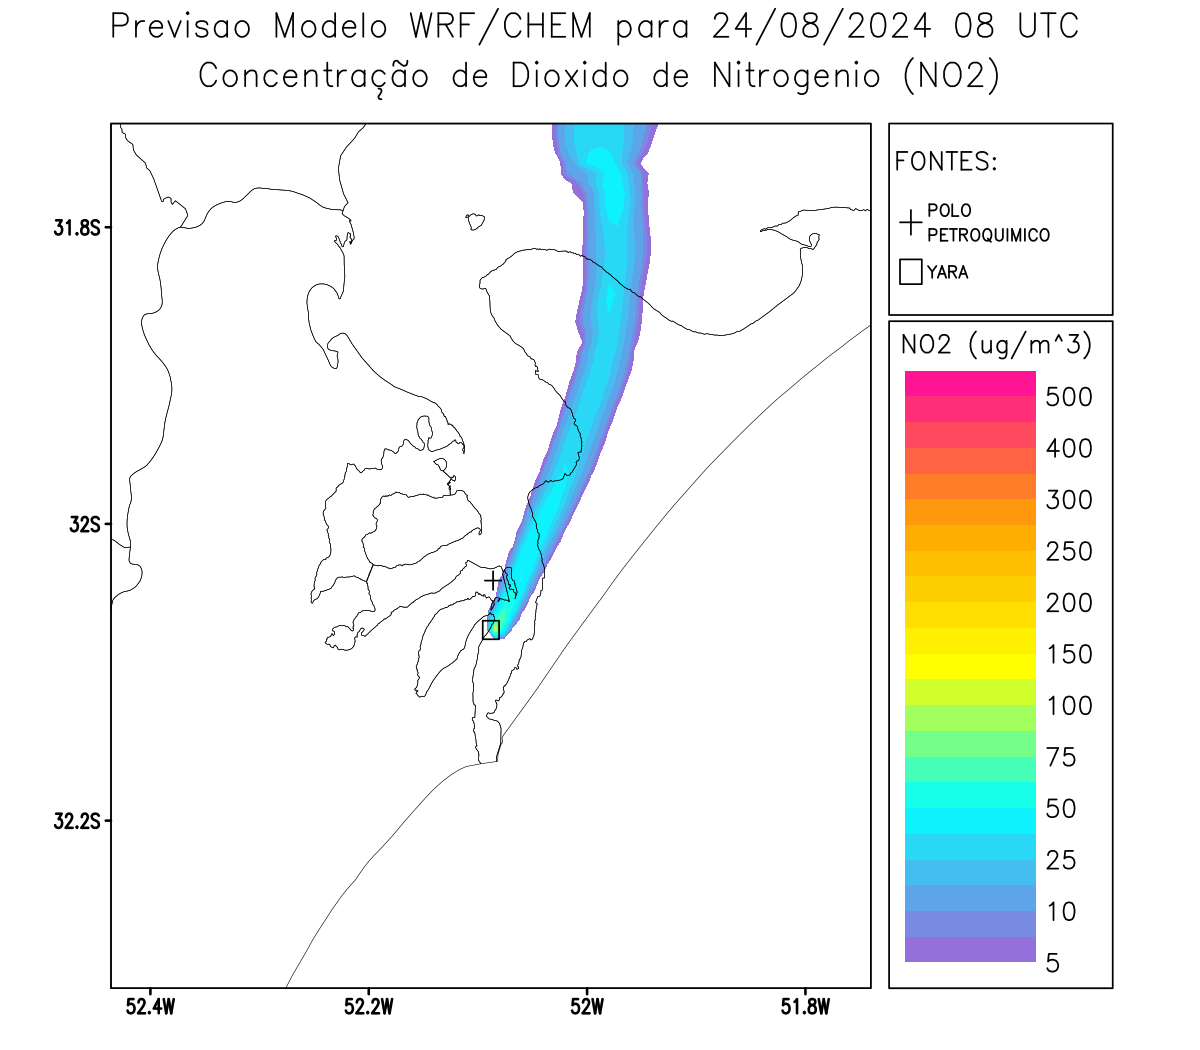 Previsao Modelo WRF/CHEM para 24/08/2024 08 UTC
Concentração de Dioxido de Nitrogenio (NO2)
FONTES:
POLO
PETROQUIMICO
YARA
31.8S
32S
32.2S
52.4W
52.2W
52W
51.8W
NO2 (ug/m^3)
500
400
300
250
200
150
100
75
50
25
10
5